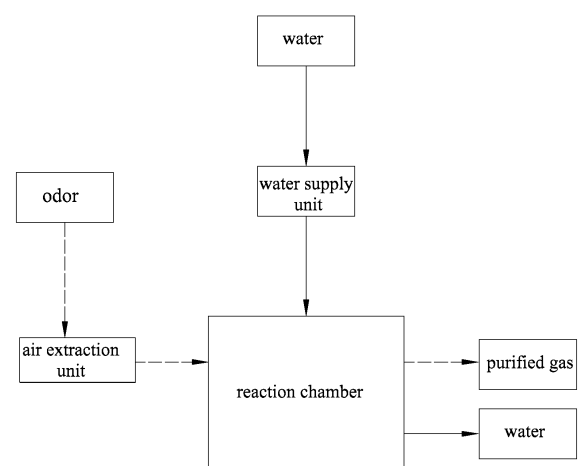 water
water supply
unit
odor
air extraction
unit
reaction chamber
purified gas
water